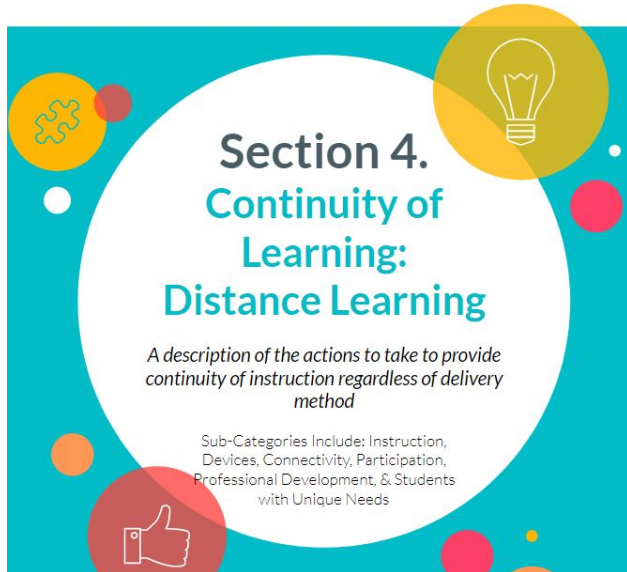 Section 4.
Continuity of
Learning:
Distance Learning
A description of the actions to take to provide
continuity of instruction regardless of delivery
method
Sub-Categories Include: Instruction,
Devices, Connectivity, Participation,
Professional Development, & Students
with Unique Needs